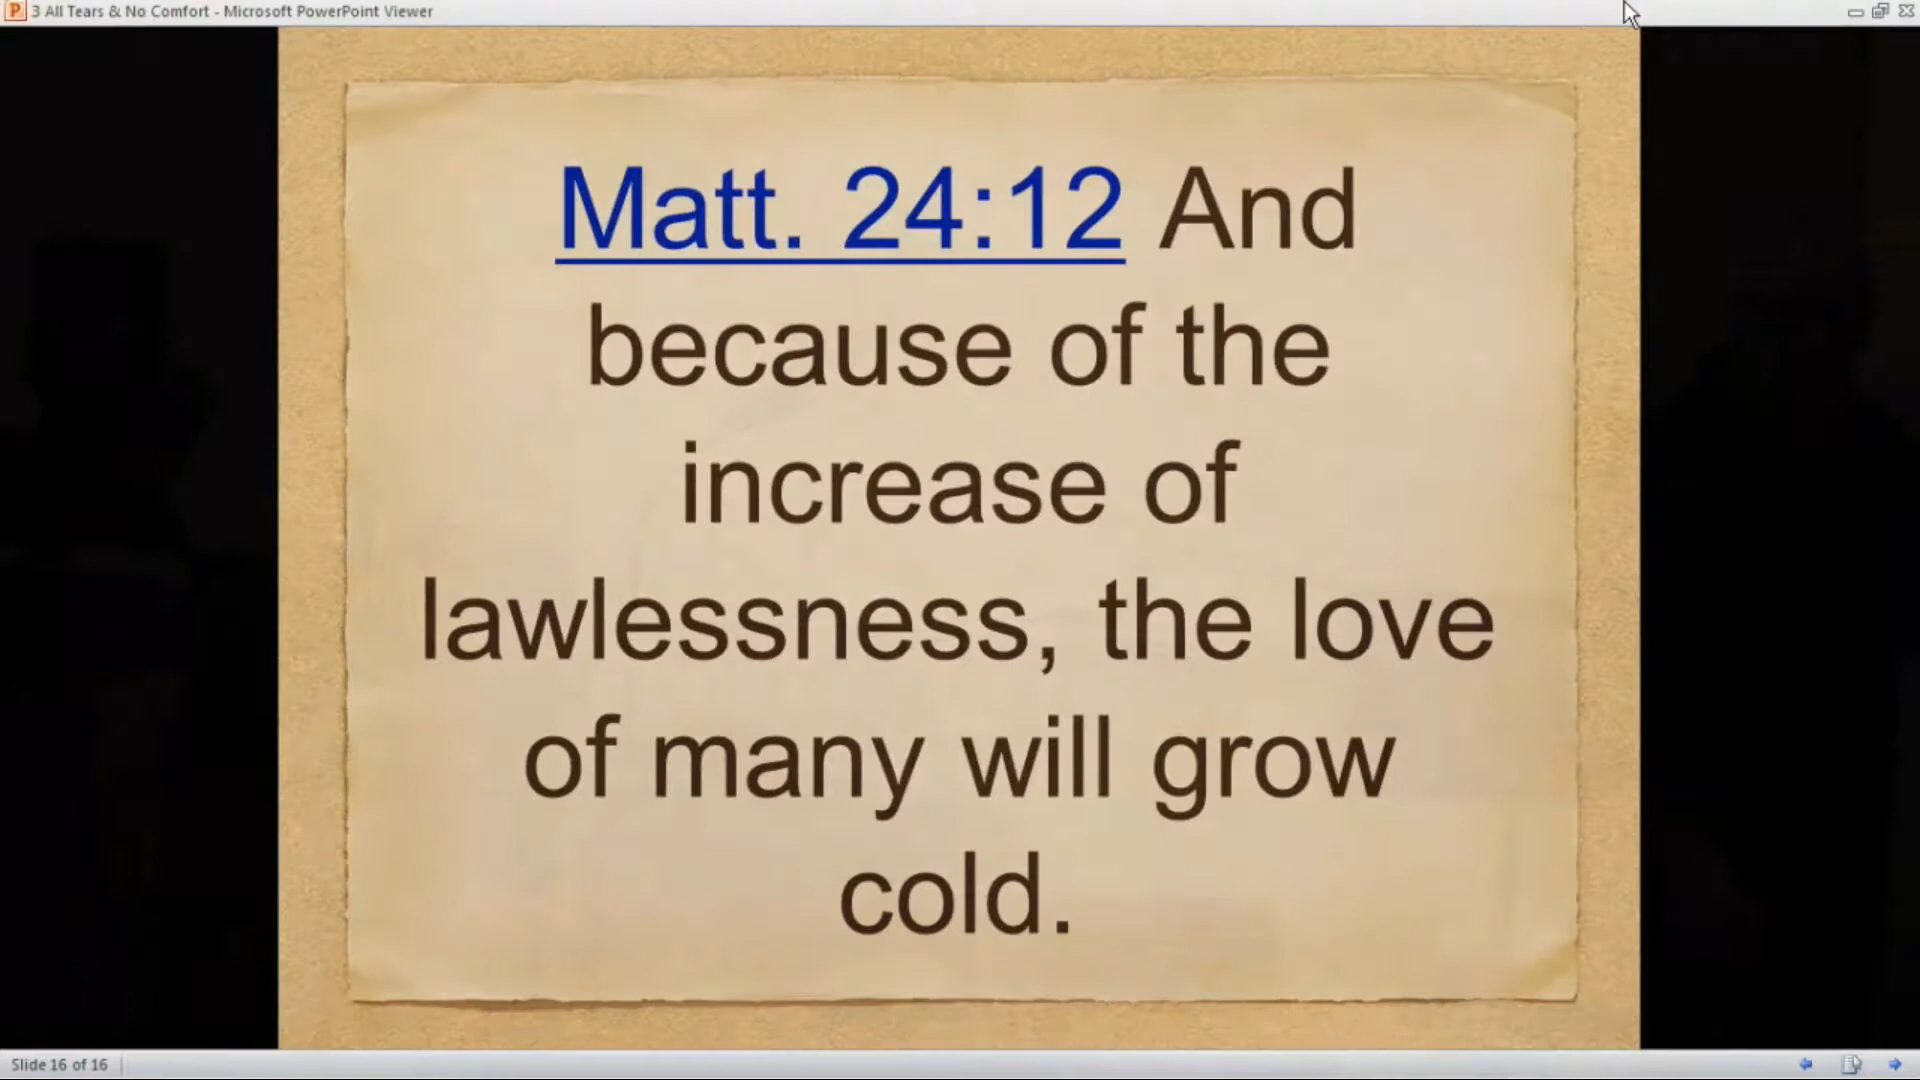 3 All Tears & No Comfort - Microsoft PowerPoint Viewer
Matt. 24:12 And
because of the
increase of
lawlessness, the love
of many will grow
cold.
Slide 16 of 16